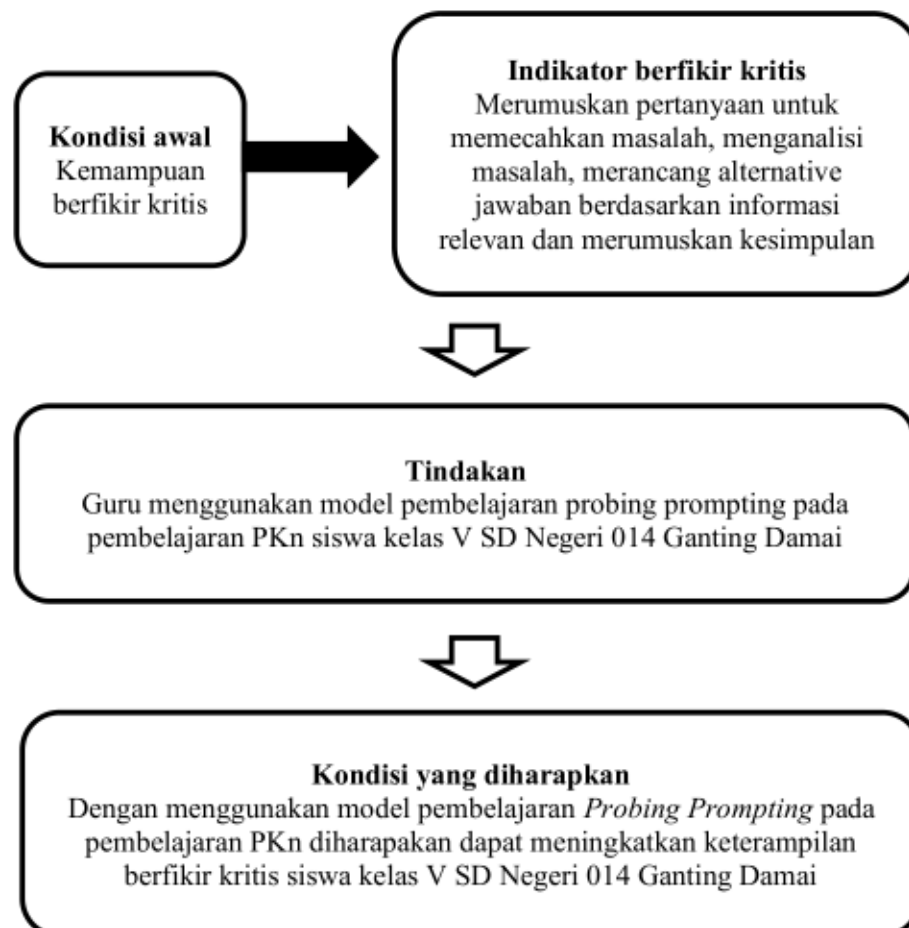 Kondisi awal
Kemampuan
berfikir kritis
Indikator berfikir kritis
Merumuskan pertanyaan untuk
memecahkan masalah, menganalisi
masalah, merancang alternative
jawaban berdasarkan informasi
relevan dan merumuskan kesimpulan
Tindakan
Guru menggunakan model pembelajaran probing prompting pada
pembelajaran PKn siswa kelas V SD Negeri 014 Ganting Damai
Kondisi yang diharapkan
Dengan menggunakan model pembelajaran Probing Prompting pada
pembelajaran PKn diharapakan dapat meningkatkan keterampilan
berfikir kritis siswa kelas V SD Negeri 014 Ganting Damai